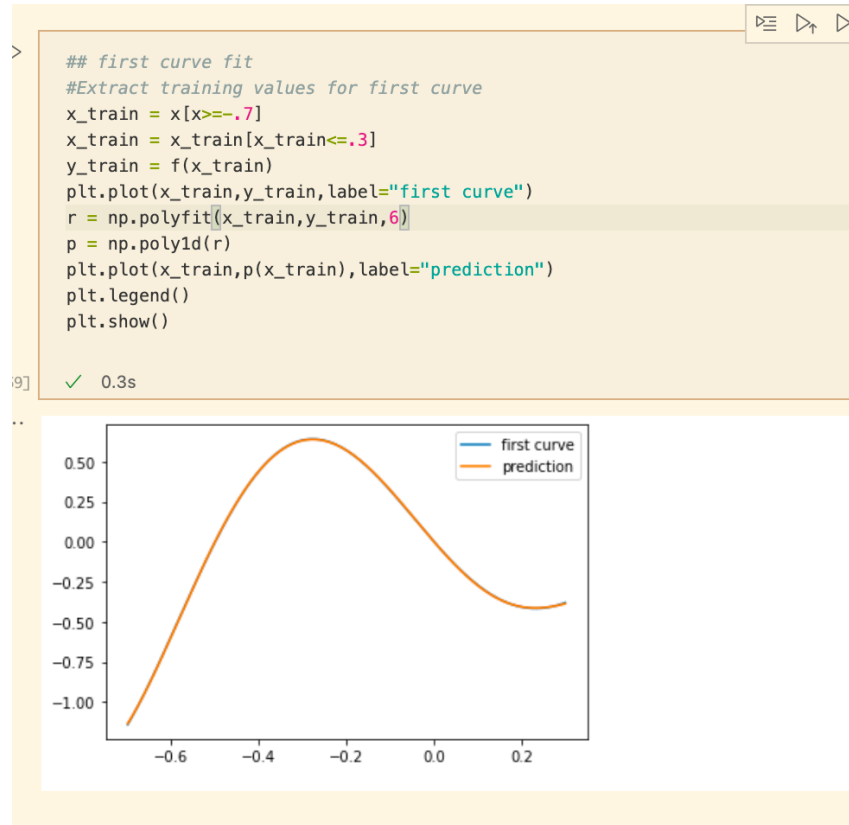 ## first curve fit
#Extract training values for first curve
x_train = x[x>=-.7]
x_train = x_train[x_train<=.3]
y_train = f(x_train)
plt.plot(x_train,y_train,label="first curve")
r = np.polyfit(x_train,y_train,6)
p = np.poly1d(r)
plt.plot(x_train,p(x_train),label="prediction")
plt.legend()
plt.show()
9] ✓ 0.3s
first curve
prediction
0.50
0.25
0.00
−0.25
−0.50
−0.75
−1.00
−0.6 −0.4 −0.2 0.0 0.2